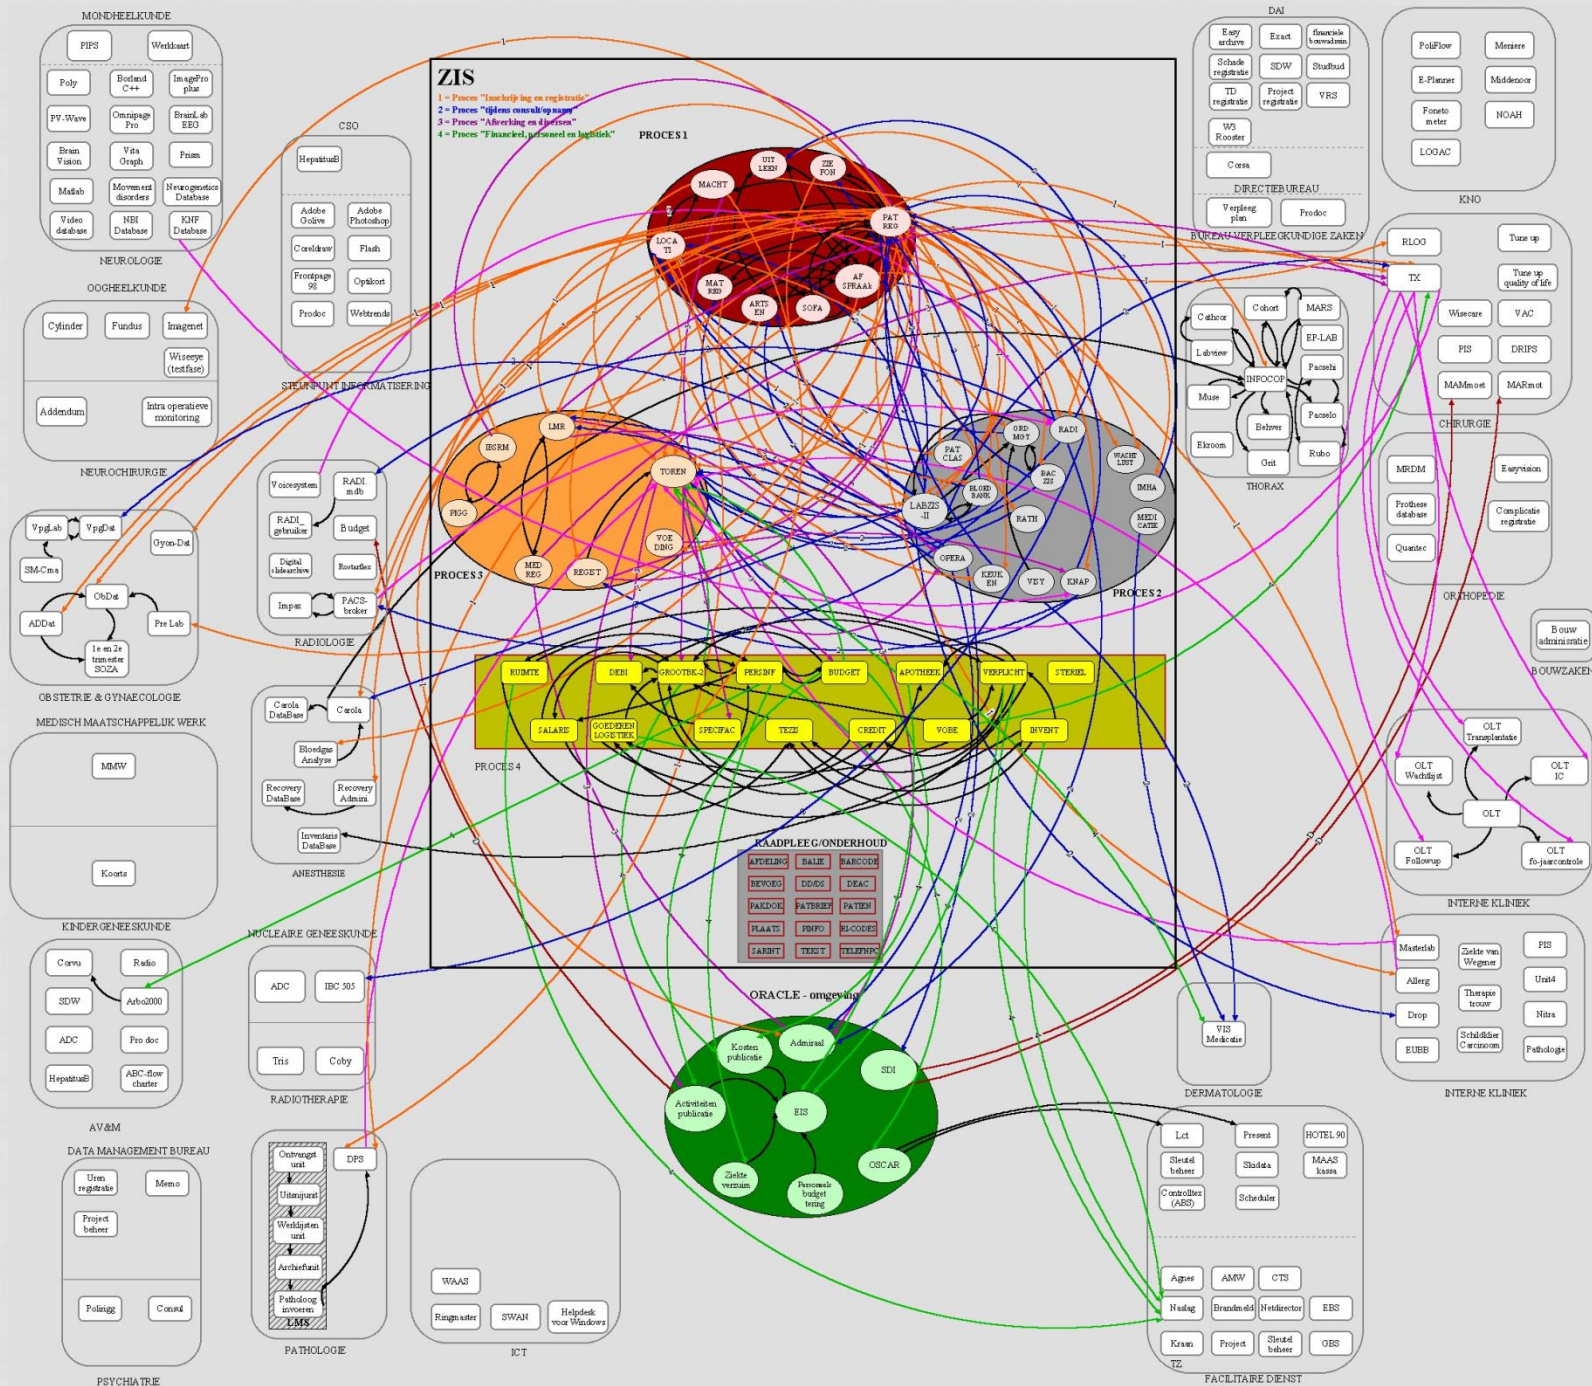 MONDHEELKUNDE
PIPS
Werkkaart
Poly
Borland
C++
ImagePro
plus
PV-Wave
Omnipage
Pro
BrainLab
EEG
Brain
Vision
Vita
Graph
Prism
Matlab
Movement
disorders
Neurogenetics
Database
Video
database
NBI
Database
KNF
Database
NEUROLOGIE
OOGHEELKUNDE
Cylinder
Fundus
Imagenet
Wiseeye
(testfase)
Addendum
Intra operatieve
monitoring
NEUROCHIRURGIE
VpgLab
VpgDat
Gyon-Dat
SM-Cma
ObDat
ADDat
Pre Lab
1e en 2e
trimester
SOZA
OBSTETRIE & GYNAECOLOGIE
MEDISCH MAATSCHAPPELIJK WERK
MMW
Koorts
KINDERGENEESKUNDE
Corvu
Radio
SDW
Arbo2000
ADC
Pro doc
HepatitusB
ABC-flow
charter
AV&M
DATA MANAGEMENT BUREAU
Uren
registratie
Memo
Project
beheer
Polirigg
Consul
PSYCHIATRIE
CSO
HepatitusB
Adobe
Golive
Adobe
Photoshop
Coreldraw
Flash
Frontpage
98
Optikort
Prodoc
Webtrends
STEUNPUNT INFORMATISERING
Voicesystem
RADI.
mdb
RADI_
gebruiker
Budget
Digital
slidearchive
Rostarflex
Impax
PACS-
broker
RADIOLOGIE
Carola
DataBase
Carola
Bloedgas
Analyse
Recovery
DataBase
Recovery
Admini.
Inventaris
DataBase
ANESTHESIE
NUCLEAIRE GENEESKUNDE
ADC
IBC 505
Tris
Coby
RADIOTHERAPIE
Ontvangst
unit
DPS
Uitsnijunit
Werklijsten
unit
Archiefunit
Patholoog
invoeren
LMS
PATHOLOGIE
WAAS
Ringmaster
SWAN
Helpdesk
voor Windows
ICT
ZIS
1 = Proces "Inschrijving en registratie"
2 = Proces "tijdens consult/opname"
3 = Proces "Afwerking en diversen"
4 = Proces "Financieel, personeel en logistiek"
PROCES 1
UIT
LEEN
ZIE
FON
MACHT
PAT
REG
LOCA
TI
AF
SPRAAK
MAT
REG
ARTS
EN
SOFA
IBSRM
LMR
TOREN
PIGG
VOE
DING
MED
REG
REGIST
PROCES 3
ORD
MGT
RADI
PAT
CLAS
WACHT
LIJST
BAC
ZIS
IMHA
BLOED
BANK
LABZIS
-II
RATH
MEDI
CATIE
OPERA
KEUK
EN
VISY
KNAP
PROCES 2
RUIMTE
DEBI
GROOTBK-2
PERSINF
BUDGET
APOTHEEK
VERPLICHT
STERIEL
SALARIS
GOEDEREN
LOGISTIEK
SPECIFAC
TEZIS
CREDIT
VOBE
INVENT
PROCES 4
RAADPLEEG/ONDERHOUD
AFDELING
BALIE
BARCODE
BEVOEG
DD/DS
DEAC
PAKDOK
PATBRIEF
PATIEN
PLAATS
PINFO
RI-CODES
SARINT
TEKST
TELEFNPC
ORACLE - omgeving
Kosten
publicatie
Admiraal
SDI
Activiteiten
publicatie
EIS
OSCAR
Ziekte
verzuim
Personeels
budget
tering
DAI
Easy
archive
Exact
financiele
bouwadmin
Schade
registratie
SDW
Studbud
TD
registratie
Project
registratie
VRS
W3
Rooster
Corsa
DIRECTIEBUREAU
Verpleeg
plan
Prodoc
BUREAU VERPLEEGKUNDIGE ZAKEN
PoliFlow
Meniere
E-Planner
Middenoor
Foneto
meter
NOAH
LOGAC
KNO
RLOG
Tune up
TX
Tune up
quality of life
Wisecare
VAC
PIS
DRIPS
MAMmoet
MARmot
CHIRURGIE
Cathcor
Cohort
MARS
Labview
EP-LAB
INFOCOP
Pacsehi
Muse
Pacselo
Behver
Ekroom
Grit
Rubo
THORAX
MRDM
Easyvision
Prothese
database
Complicatie
registratie
Quantec
ORTHOPEDIE
Bouw
adminisratie
BOUWZAKEN
OLT
Transplantatie
OLT
Wachtlijst
OLT
IC
OLT
OLT
Followup
OLT
fo-jaarcontrole
INTERNE KLINIEK
Masterlab
Ziekte van
Wegener
PIS
Allerg
Unit4
Therapie
trouw
Drop
Nitra
Schildklier
Carcinoom
EUBB
Pathologie
INTERNE KLINIEK
VIS
Medicatie
DERMATOLOGIE
Lct
Present
HOTEL 90
Sleutel
beheer
Skidata
MAAS
kassa
Controlltex
(ABS)
Scheduler
Agnes
AMW
CTS
Naslag
Brandmeld
Netdirector
EBS
Kraan
Project
Sleutel
beheer
GBS
TZ
FACILITAIRE DIENST